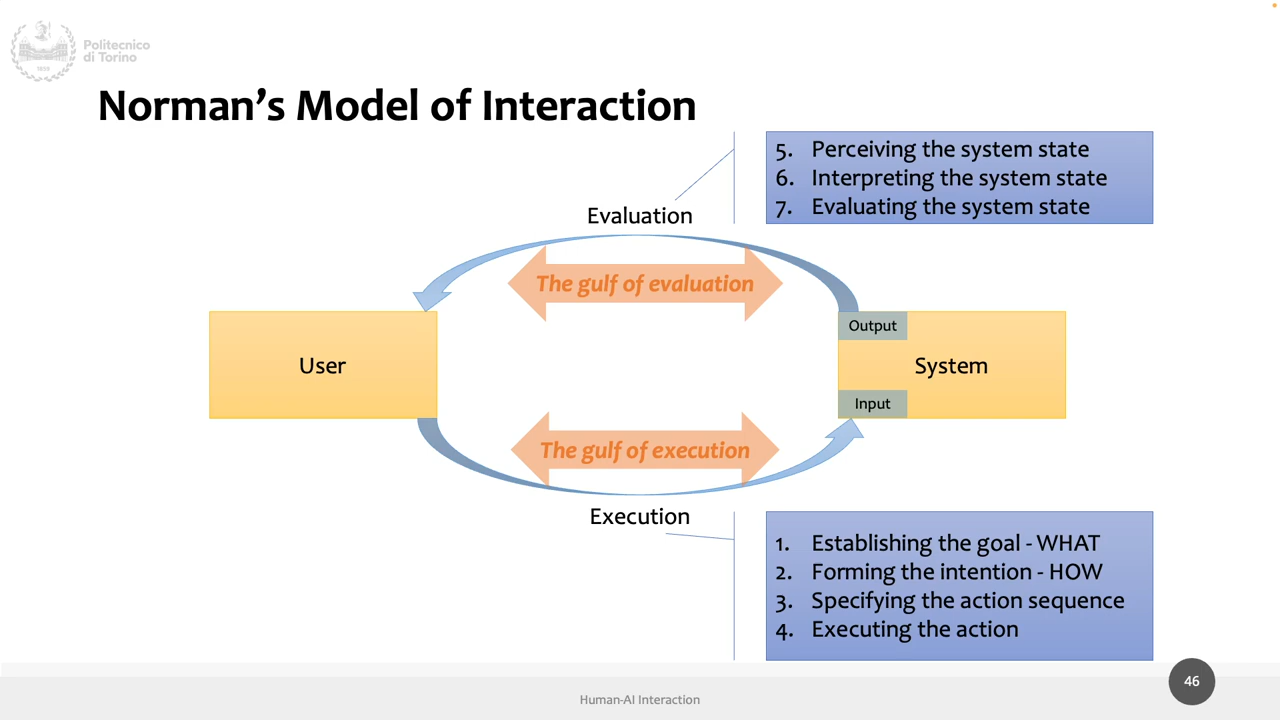 Politecnico
di Torino
1859
Norman's Model of Interaction
5. Perceiving the system state
6. Interpreting the system state
7. Evaluating the system state
Evaluation
The gulf of evaluation
User
Output
System
Input
The gulf of execution
Execution
1. Establishing the goal - WHAT
2. Forming the intention - HOW
3. Specifying the action sequence
4. Executing the action
46
Human-AI Interaction